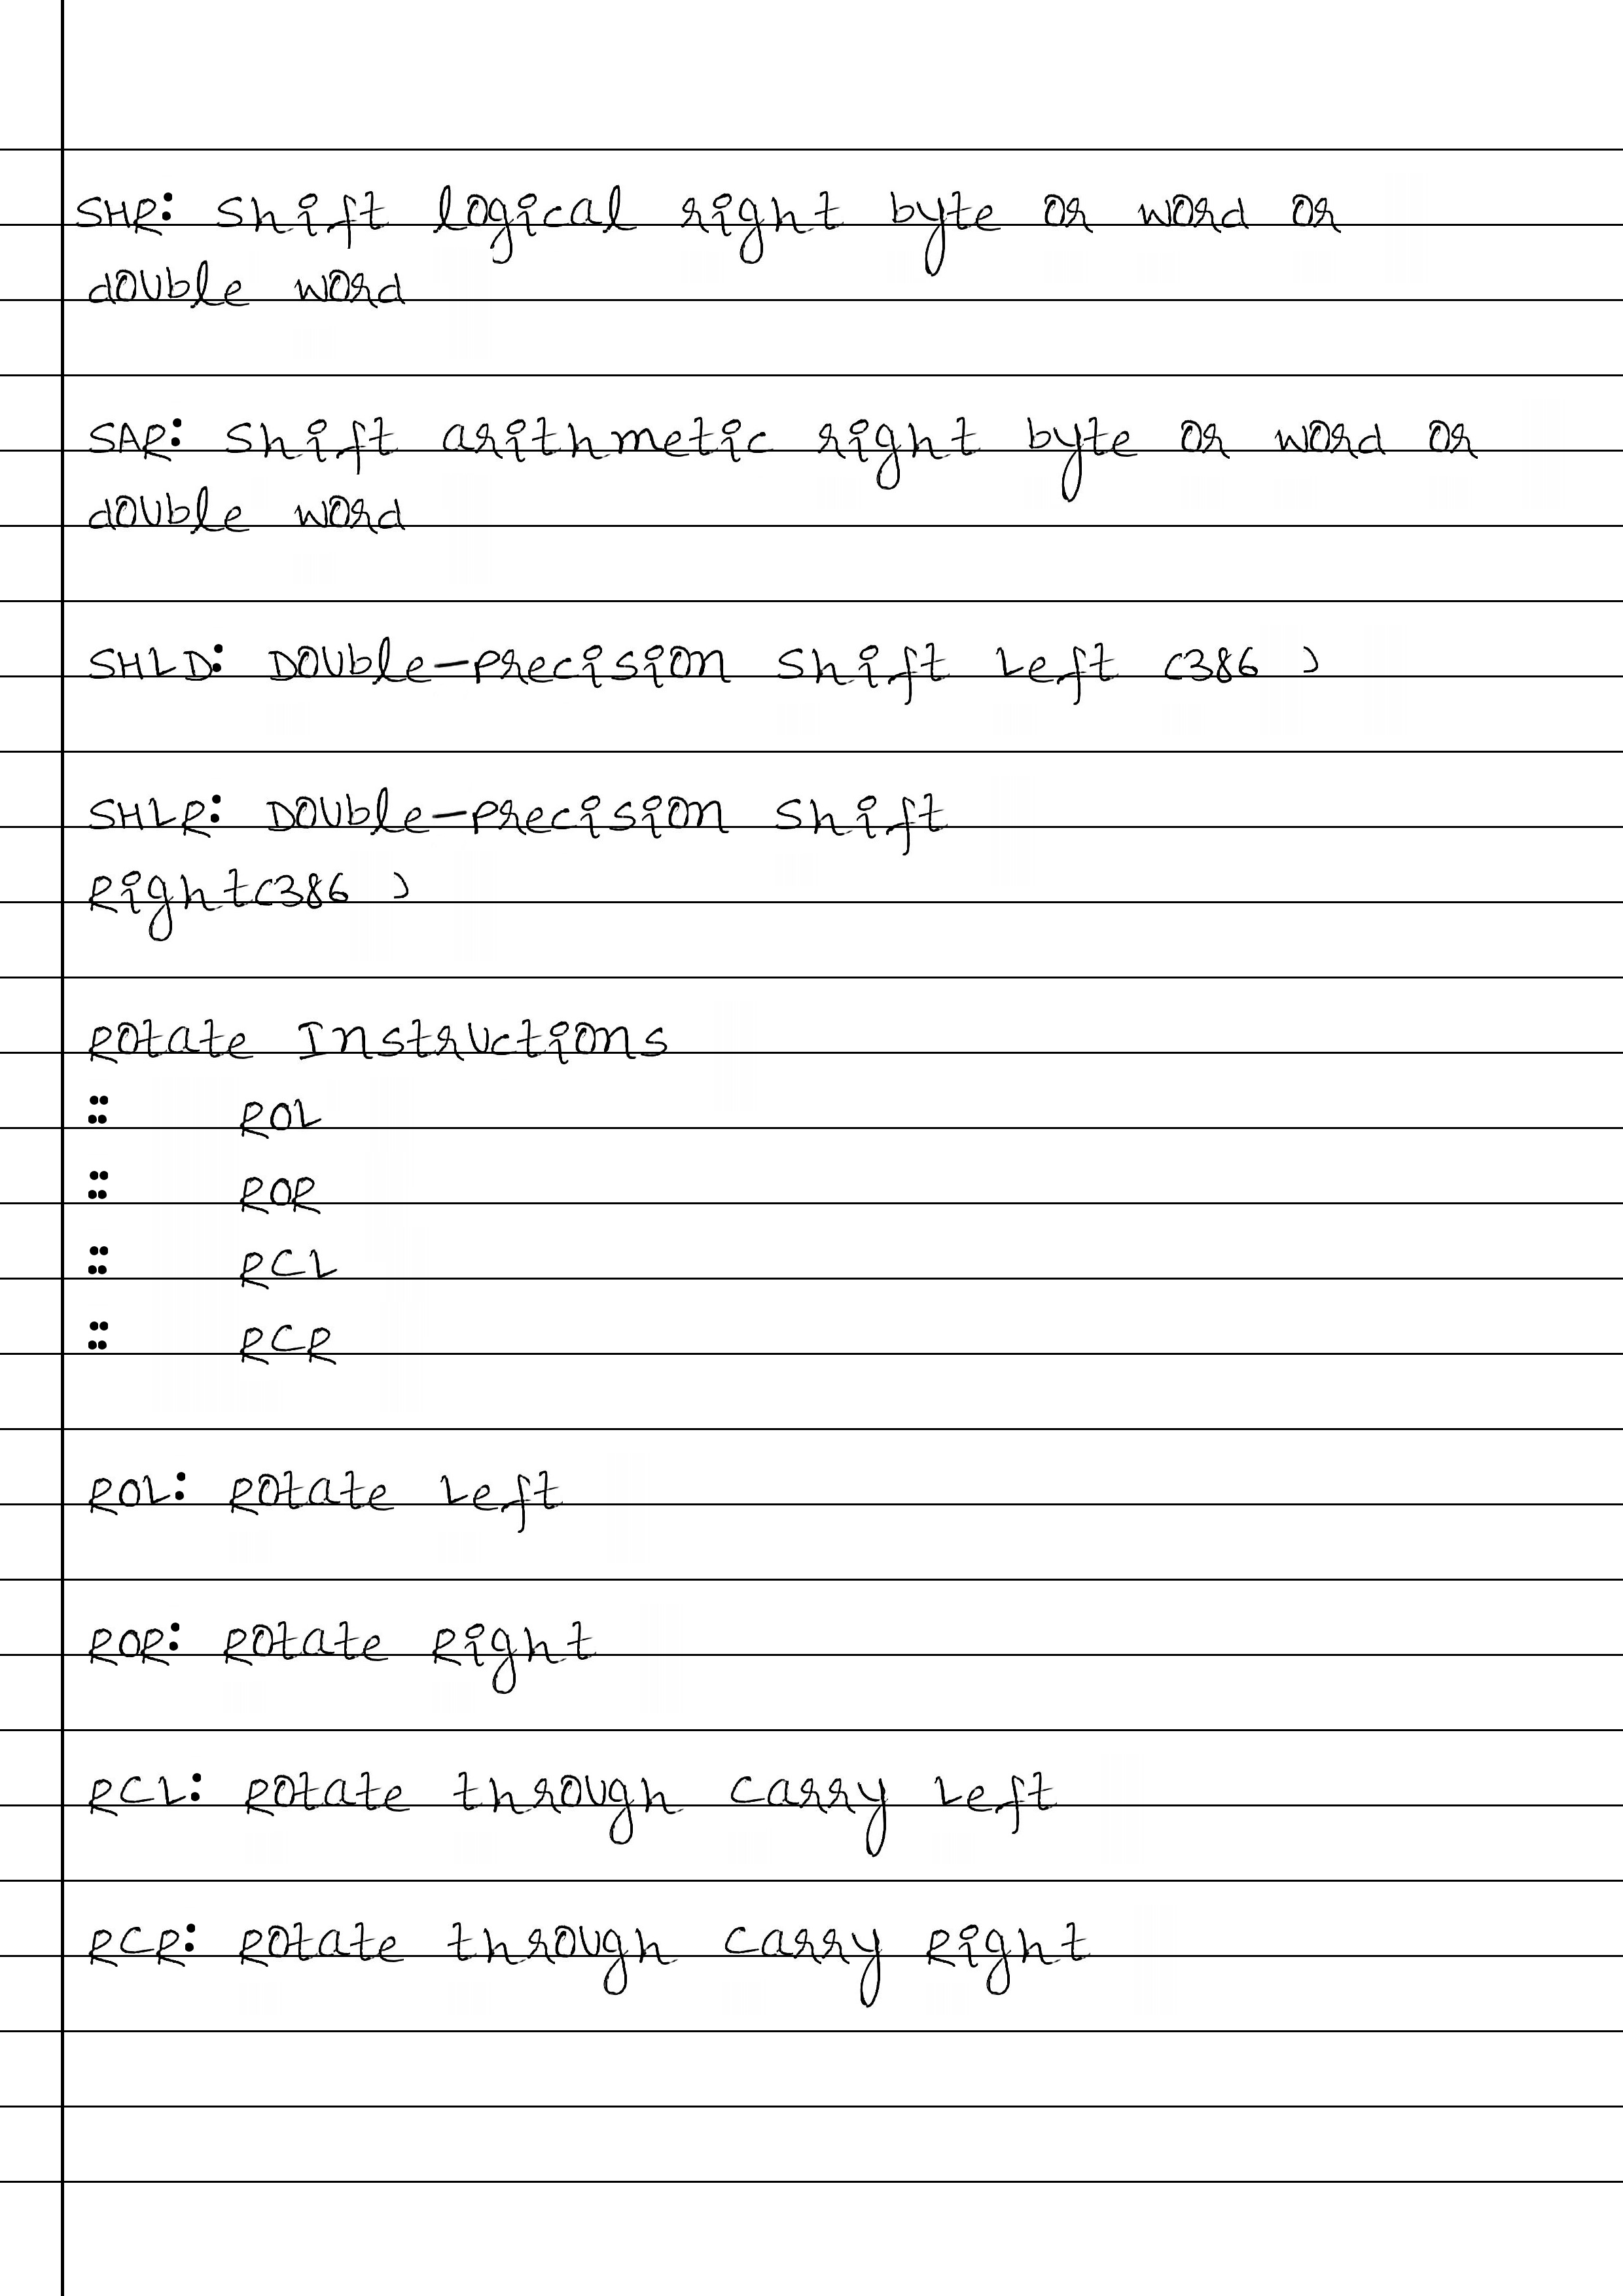 SHR: Shift logical right byte or word or
double word
SAR: Shift arithmetic right byte or word or
double word
SHLD: Double-Precision Shift Left (386 )
SHLR: Double-Precision Shift
Right(386 )
Rotate Instructions
:: ROL
:: ROR
:: RCL
:: RCR
ROL: Rotate Left
ROR: Rotate Right
RCL: Rotate through Carry Left
RCR: Rotate through Carry Right